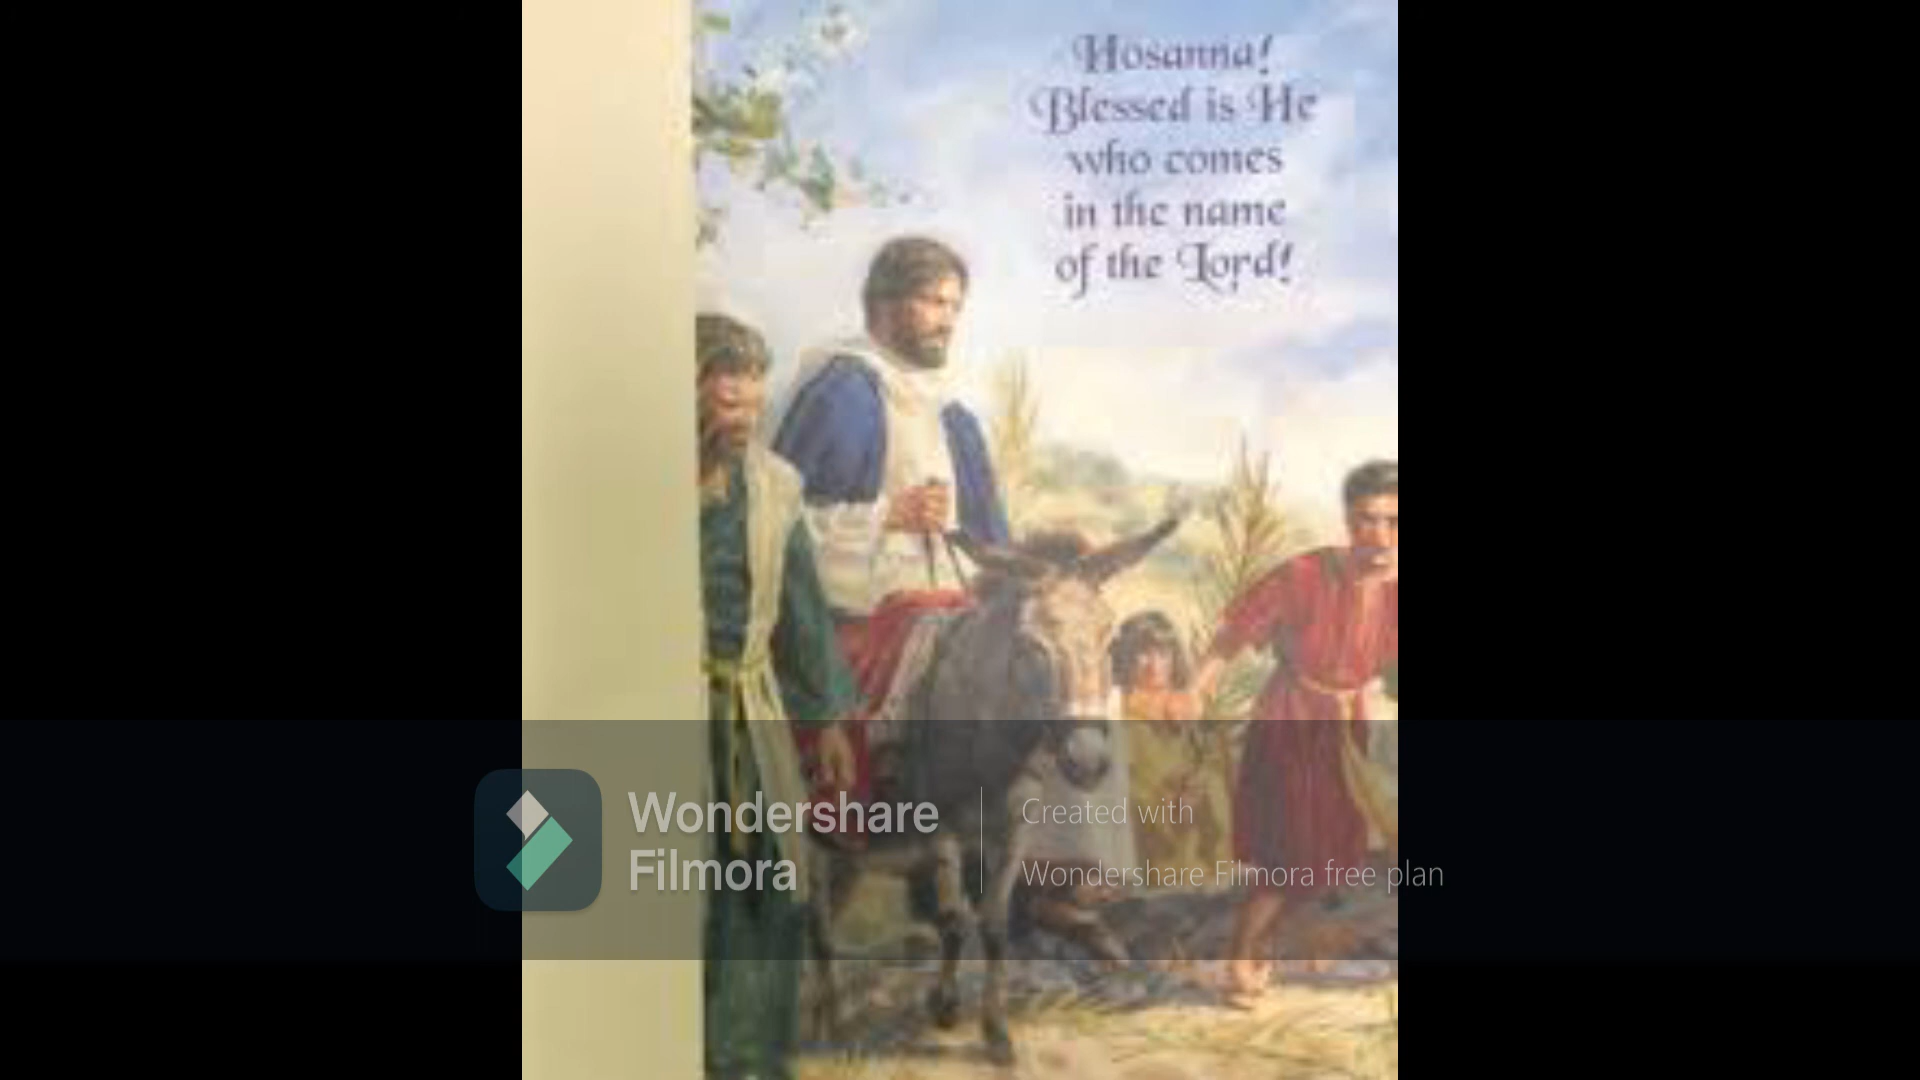 Hosanna!
Blessed is He
who comes
in the name
of the Lord!
Wondershare
Filmora
Created with
Wondershare Filmora free plan